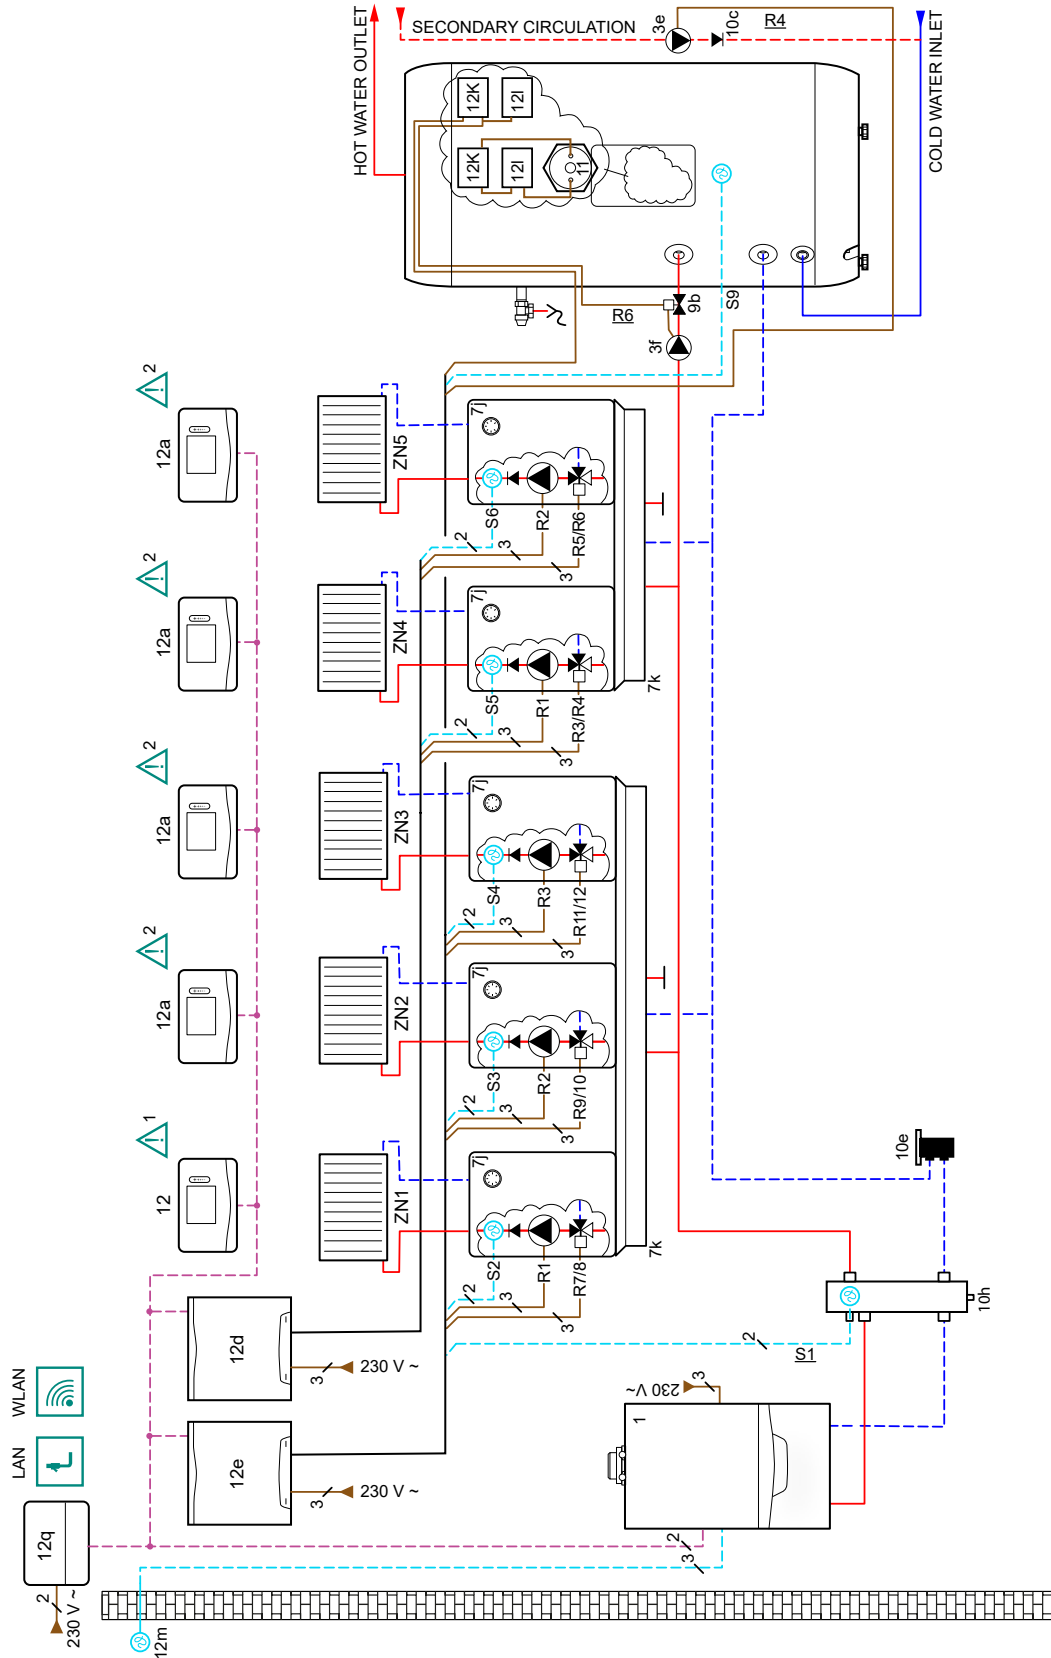 LAN
WLAN
12q
2
230 V ~
12m
1
2
2
2
2
12
12a
12a
12a
12a
12e
12d
3
230 V ~
3
230 V ~
ZN1
ZN2
ZN3
ZN4
ZN5
7j
7j
7j
7j
7j
S2
2
R1
3
R7/8
3
S3
2
R2
3
R9/10
3
S4
2
R3
3
R11/12
3
S5
2
R1
3
R3/R4
3
S6
2
R2
3
R5/R6
3
7k
7k
1
230 V~
3
2
3
S1
2
10h
10e
3f
9b
R6
S9
12K
12K
12I
12I
11
HOT WATER OUTLET
SECONDARY CIRCULATION
3e
10c
R4
COLD WATER INLET